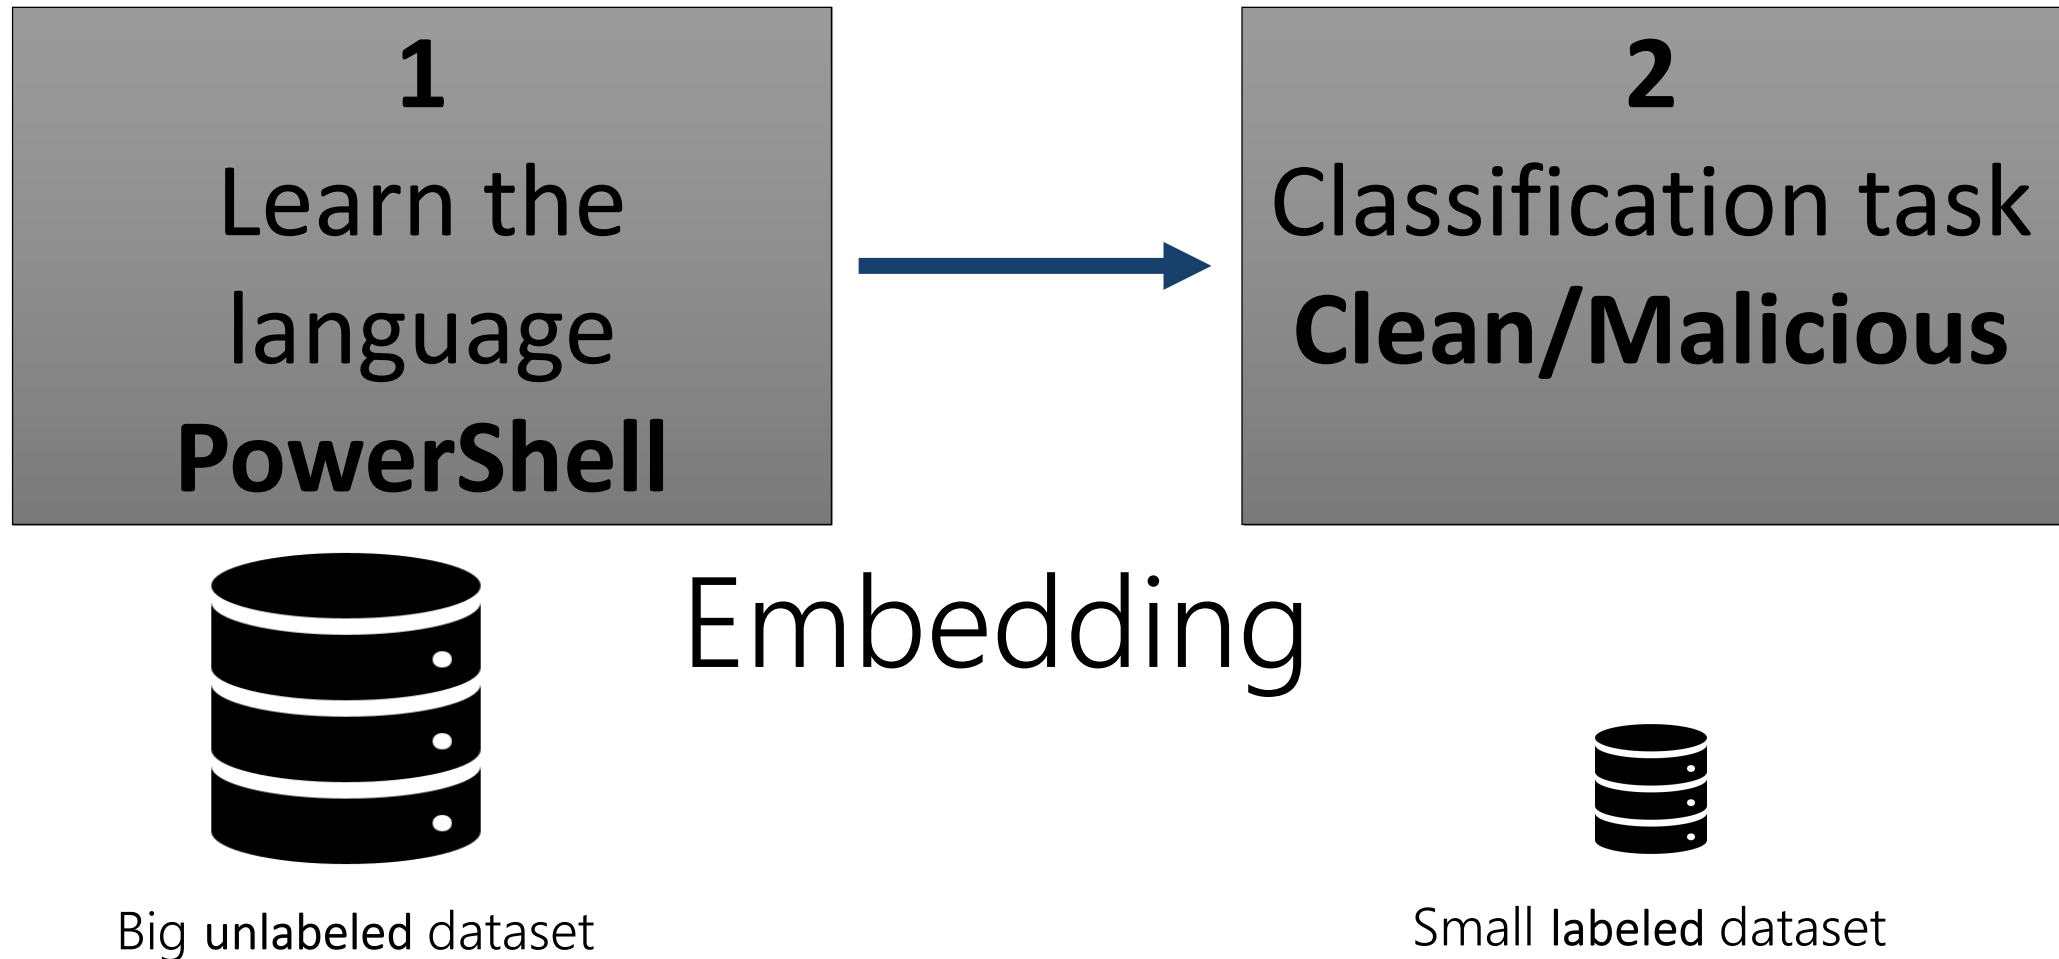 1
Learn the
language
PowerShell
2
Classification task
Clean/Malicious
Embedding
Big unlabeled dataset
Small labeled dataset